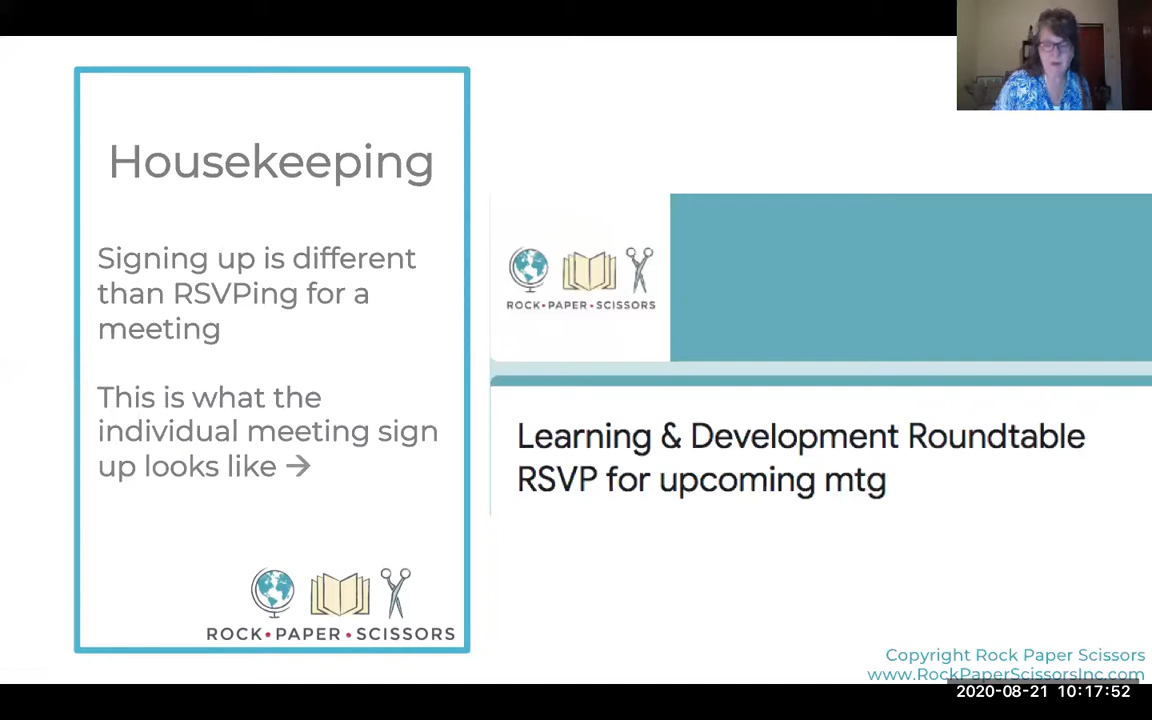 Housekeeping
Signing up is different
than RSVPing for a
meeting
This is what the
individual meeting sign
up looks like →
ROCK•PAPER•SCISSORS
ROCK•PAPER•SCISSORS
Learning & Development Roundtable
RSVP for upcoming mtg
Copyright Rock Paper Scissors
www.RockPaperScissorsInc.com
2020-08-21 10:17:52